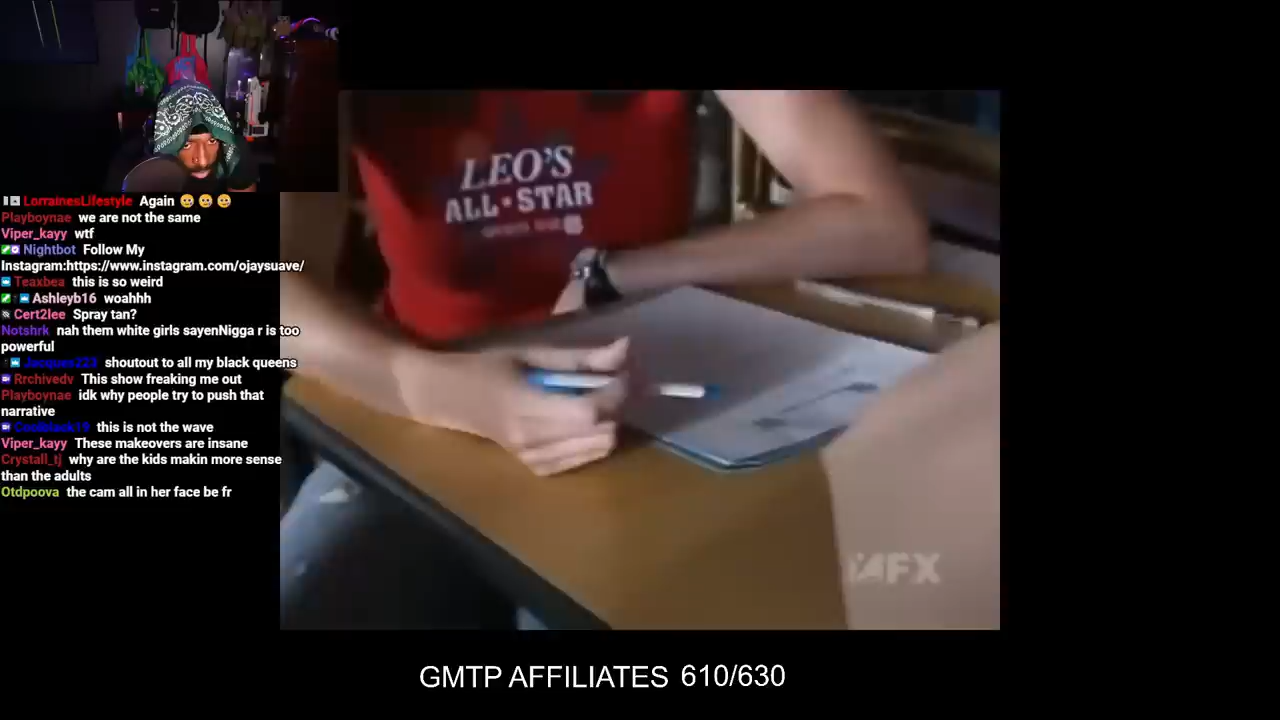 LorrainesLifestyle Again
Playboynae we are not the same
Viper_kayy wtf
Nightbot Follow My
Instagram:https://www.instagram.com/ojaysuave/
Teaxbea this is so weird
Ashleyb16 woahhh
Cert2lee Spray tan?
Notshrk nah them white girls sayenNigga r is too
powerful
Jacques223 shoutout to all my black queens
Rrchivedv This show freaking me out
Playboynae idk why people try to push that
narrative
Coolblack19 this is not the wave
Viper_kayy These makeovers are insane
Crystall_tj why are the kids makin more sense
than the adults
Otdpoova the cam all in her face be fr
LEO'S
ALL★STAR
FX
GMTP AFFILIATES 610/630